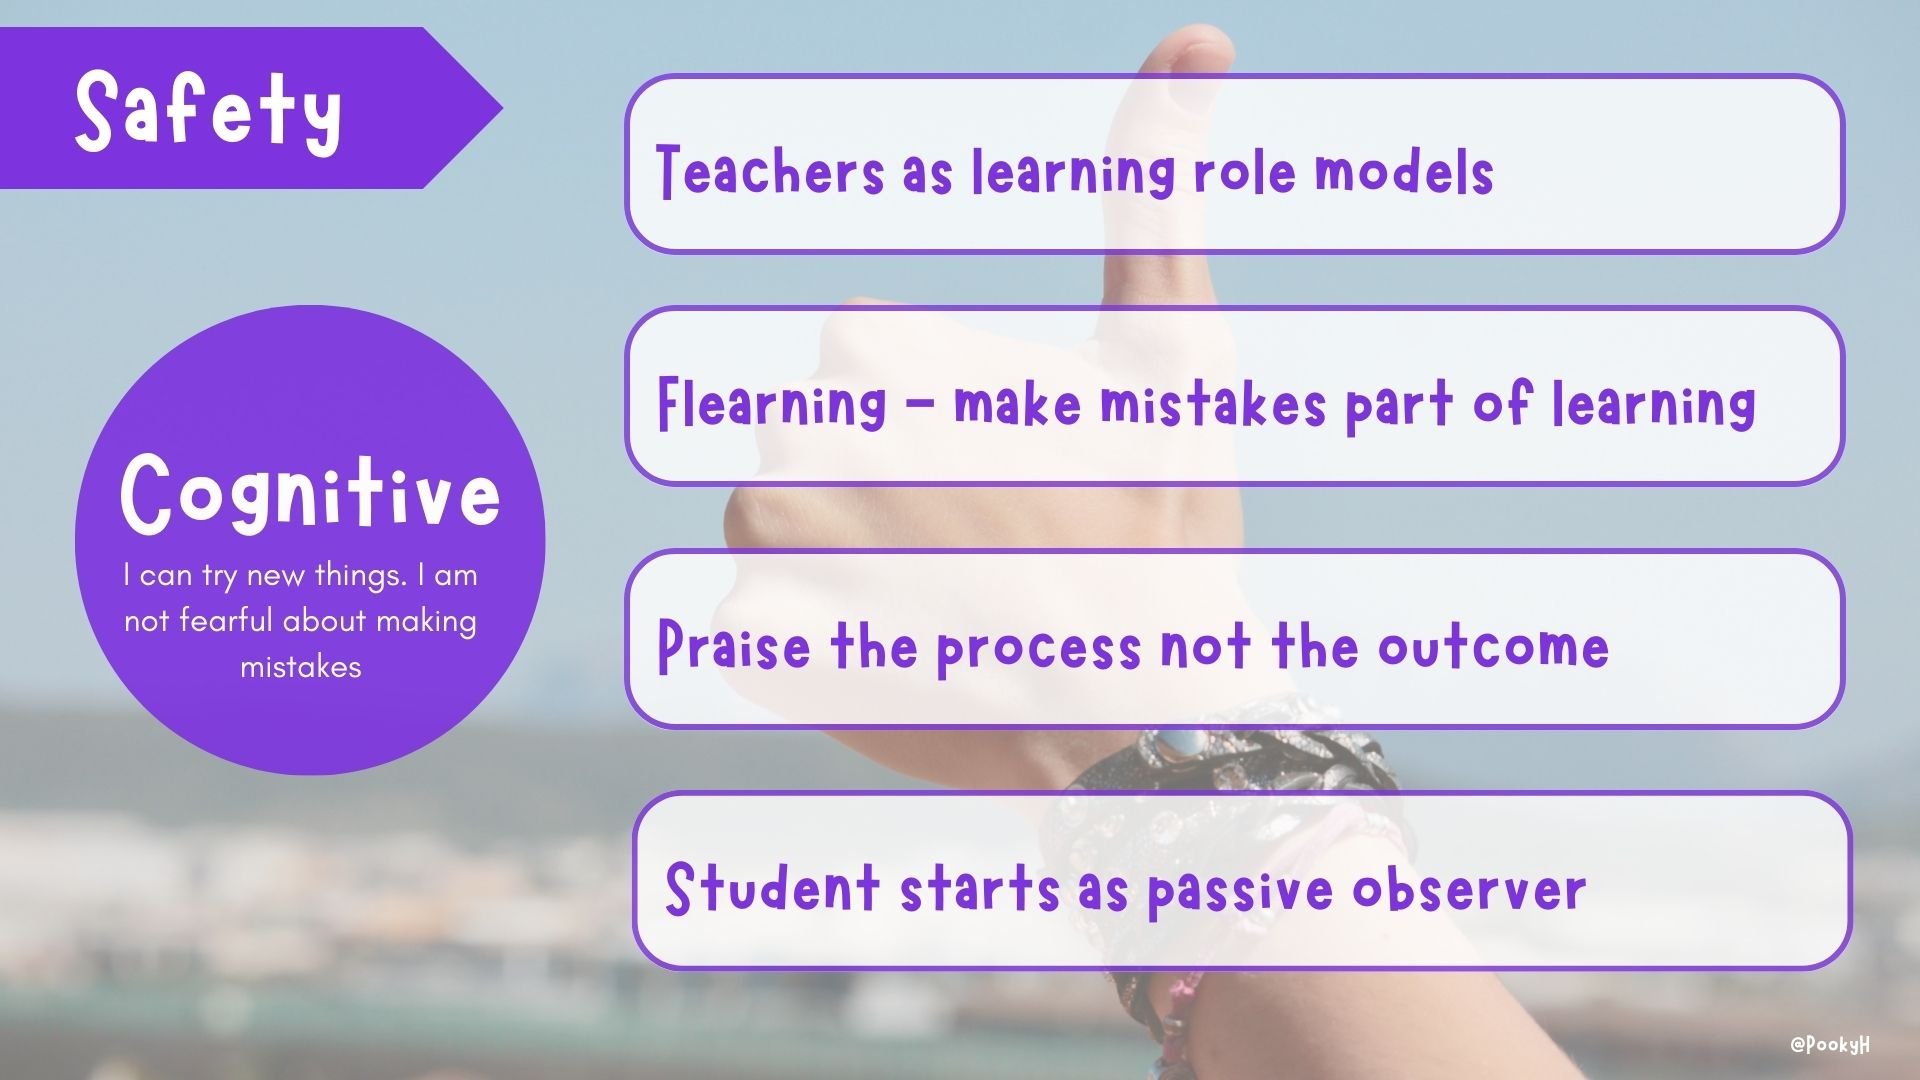 Safety
Teachers as learning role models
Flearning - make mistakes part of learning
Cognitive
I can try new things. I am
not fearful about making
mistakes
Praise the process not the outcome
Student starts as passive observer
@PookyH